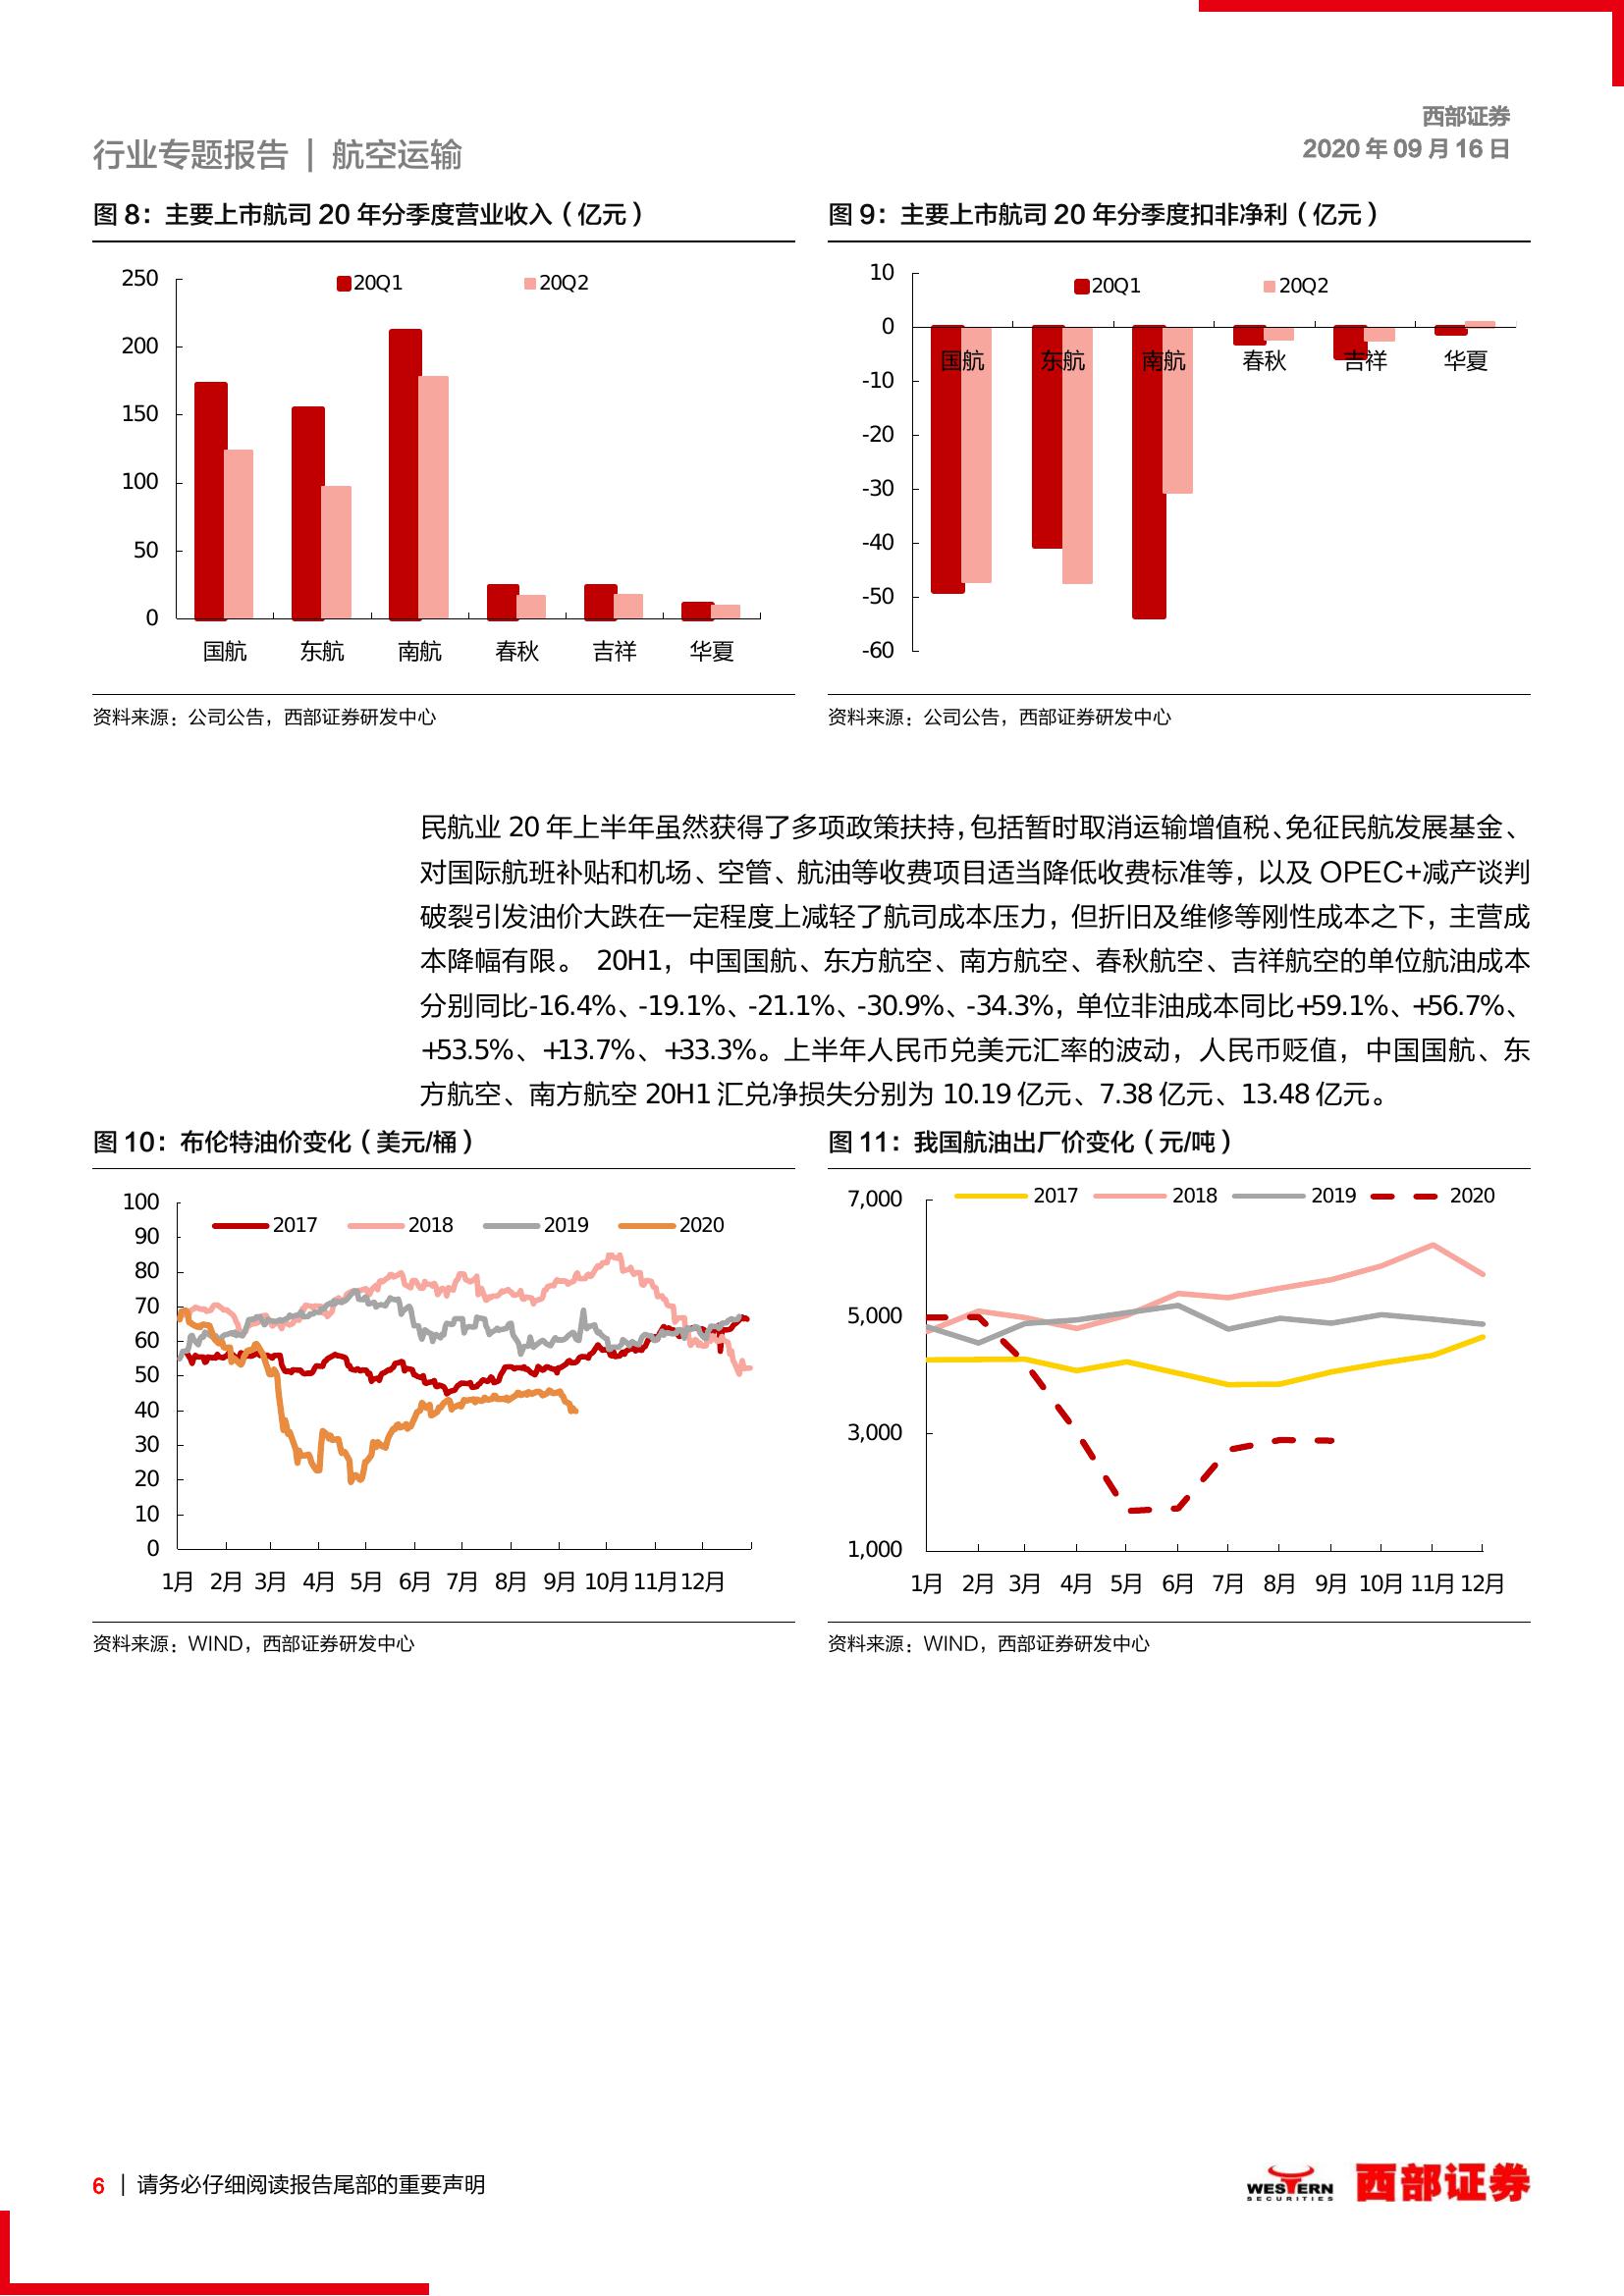 西部证券
行业专题报告 | 航空运输
2020 年 09 月 16 日
图 8：主要上市航司 20 年分季度营业收入（亿元）
250
200
150
100
50
0
20Q1
20Q2
国航 东航 南航 春秋 吉祥 华夏
资料来源：公司公告，西部证券研发中心
图 9：主要上市航司 20 年分季度扣非净利（亿元）
10
0
-10
-20
-30
-40
-50
-60
20Q1
20Q2
国航 东航 南航 春秋 吉祥 华夏
资料来源：公司公告，西部证券研发中心
民航业 20 年上半年虽然获得了多项政策扶持，包括暂时取消运输增值税、免征民航发展基金、
对国际航班补贴和机场、空管、航油等收费项目适当降低收费标准等，以及 OPEC+减产谈判
破裂引发油价大跌在一定程度上减轻了航司成本压力，但折旧及维修等刚性成本之下，主营成
本降幅有限。 20H1，中国国航、东方航空、南方航空、春秋航空、吉祥航空的单位航油成本
分别同比-16.4%、-19.1%、-21.1%、-30.9%、-34.3%，单位非油成本同比+59.1%、+56.7%、
+53.5%、+13.7%、+33.3%。上半年人民币兑美元汇率的波动，人民币贬值，中国国航、东
方航空、南方航空 20H1 汇兑净损失分别为 10.19 亿元、7.38 亿元、13.48 亿元。
图 10：布伦特油价变化（美元/桶）
100
90
80
70
60
50
40
30
20
10
0
2017 2018 2019 2020
1月 2月 3月 4月 5月 6月 7月 8月 9月 10月 11月 12月
资料来源：WIND，西部证券研发中心
图 11：我国航油出厂价变化（元/吨）
7,000
5,000
3,000
1,000
2017 2018 2019 2020
1月 2月 3月 4月 5月 6月 7月 8月 9月 10月 11月 12月
资料来源：WIND，西部证券研发中心
6 | 请务必仔细阅读报告尾部的重要声明
WESTERN
SECURITIES
西部证券